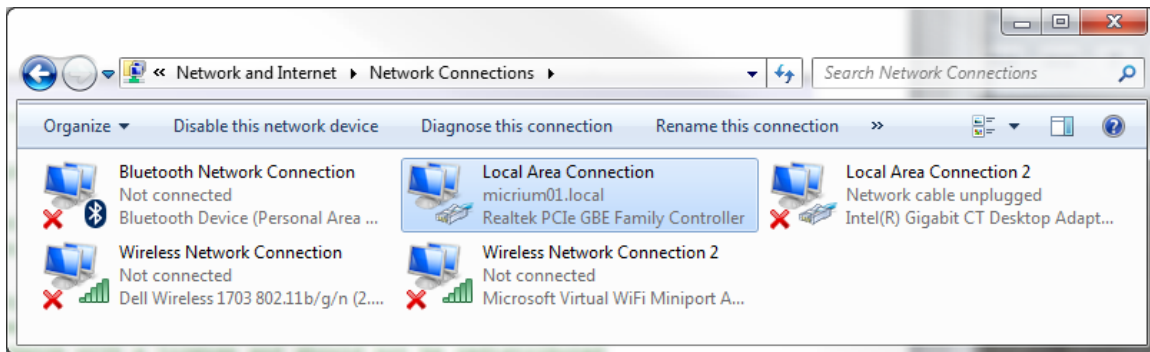 « Network and Internet ▸ Network Connections ▸
Search Network Connections
Organize ▾ Disable this network device Diagnose this connection Rename this connection »
Bluetooth Network Connection
Not connected
Bluetooth Device (Personal Area ...
Local Area Connection
micrium01.local
Realtek PCIe GBE Family Controller
Local Area Connection 2
Network cable unplugged
Intel(R) Gigabit CT Desktop Adapt...
Wireless Network Connection
Not connected
Dell Wireless 1703 802.11b/g/n (2....
Wireless Network Connection 2
Not connected
Microsoft Virtual WiFi Miniport A...